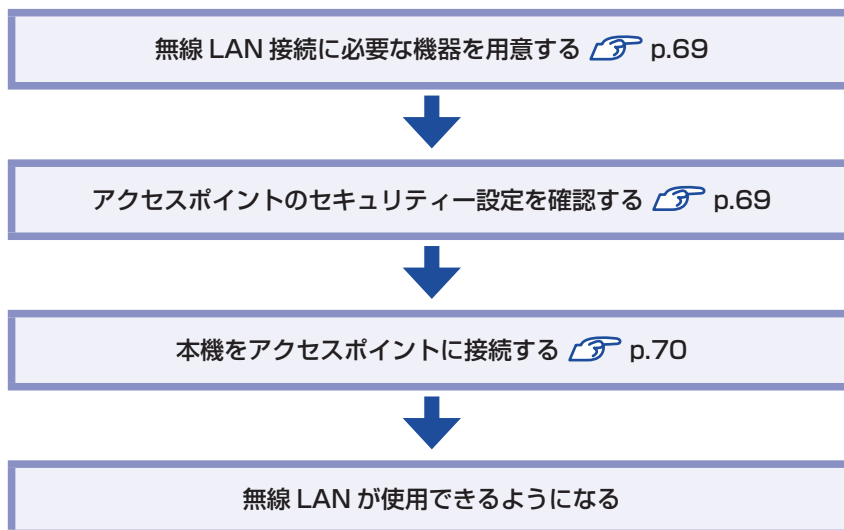 無線 LAN 接続に必要な機器を用意する p.69
アクセスポイントのセキュリティー設定を確認する p.69
本機をアクセスポイントに接続する p.70
無線 LAN が使用できるようになる